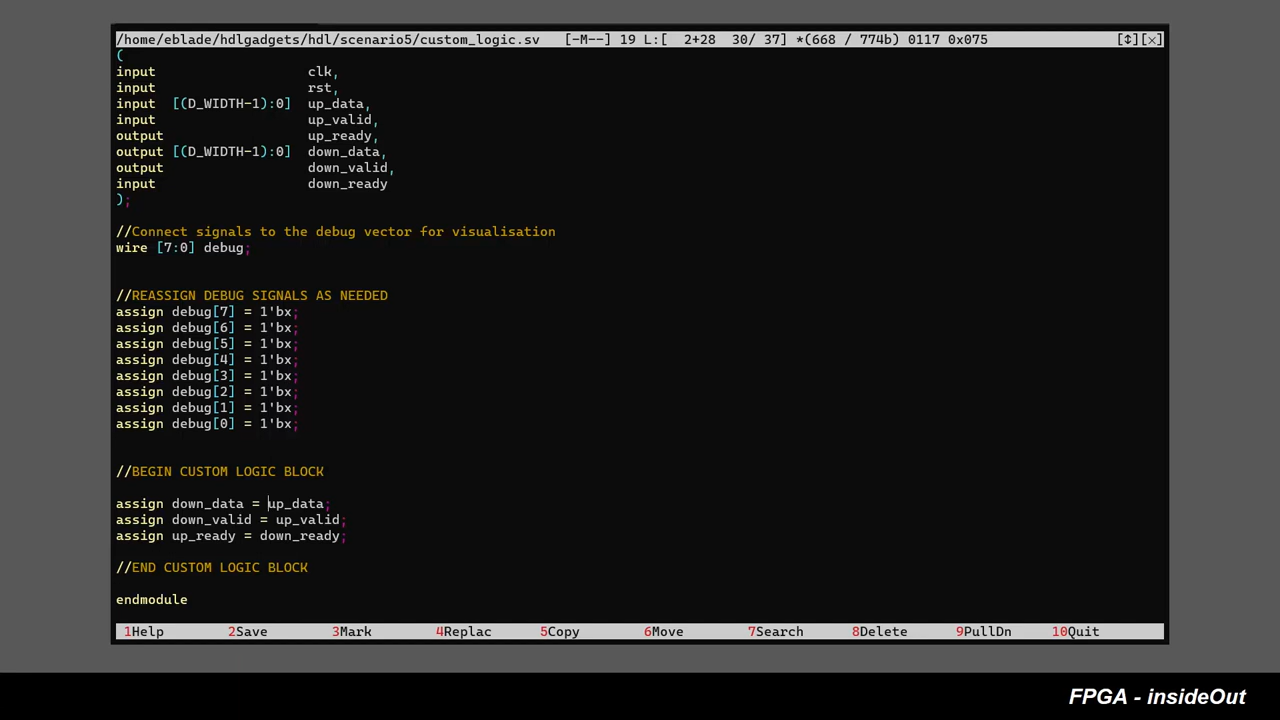 /home/eblade/hdlgadgets/hdl/scenario5/custom_logic.sv [-M--] 19 L:[ 2+28 30/ 37] *(668 / 774b) 0117 0x075 [↕][×]
(
input clk,
input rst,
input [(D_WIDTH-1):0] up_data,
input up_valid,
output up_ready,
output [(D_WIDTH-1):0] down_data,
output down_valid,
input down_ready
);
//Connect signals to the debug vector for visualisation
wire [7:0] debug;
//REASSIGN DEBUG SIGNALS AS NEEDED
assign debug[7] = 1'bx;
assign debug[6] = 1'bx;
assign debug[5] = 1'bx;
assign debug[4] = 1'bx;
assign debug[3] = 1'bx;
assign debug[2] = 1'bx;
assign debug[1] = 1'bx;
assign debug[0] = 1'bx;
//BEGIN CUSTOM LOGIC BLOCK
assign down_data = up_data;
assign down_valid = up_valid;
assign up_ready = down_ready;
//END CUSTOM LOGIC BLOCK
endmodule
1Help 2Save 3Mark 4Replac 5Copy 6Move 7Search 8Delete 9PullDn 10Quit
FPGA - insideOut